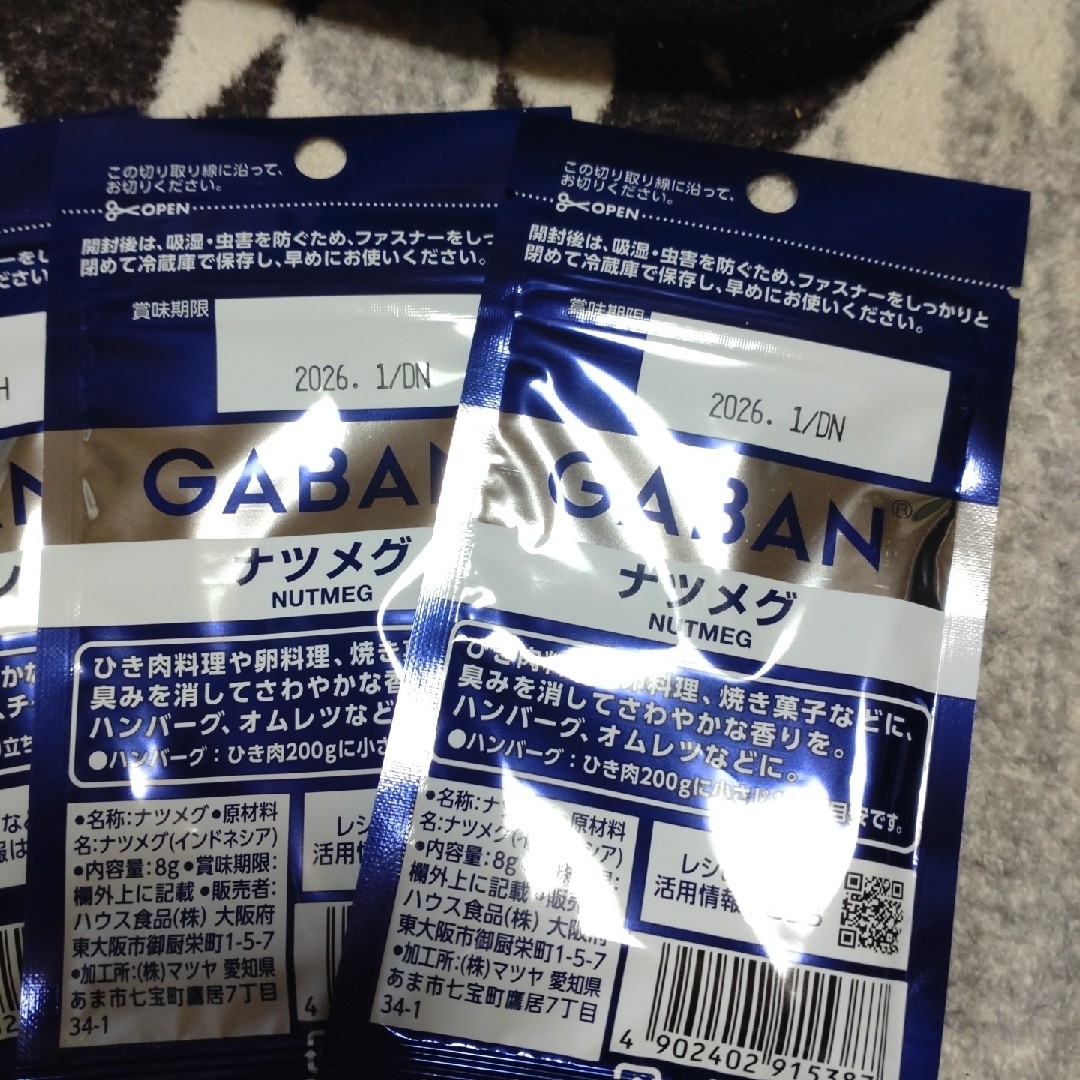 この切り取り線に沿って、
お切りください。
OPEN
開封後は、吸湿・虫害を防ぐため、ファスナーをしっ
閉めて冷蔵庫で保存し、早めにお使いください。
賞味期限
2026. 1/DN
GABAN
ナツメグ
NUTMEG
ひき肉料理や卵料理、焼き
臭みを消してさわやかな香
ハンバーグ、オムレツなど
●ハンバーグ：ひき肉200gに小さ
•名称：ナツメグ•原材料
名：ナツメグ(インドネシア)
•内容量：8g•賞味期限：
欄外上に記載•販売者：
ハウス食品(株) 大阪府
東大阪市御厨栄町1-5-7
•加工所：(株)マツヤ 愛知県
あま市七宝町鷹居7丁目
34-1
レシ
活用情
4
この切り取り線に沿って、
お切りください。
OPEN
開封後は、吸湿・虫害を防ぐため、ファスナーをしっかりと
閉めて冷蔵庫で保存し、早めにお使いください。
賞味期限
2026. 1/DN
GABAN®
ナツメグ
NUTMEG
ひき肉料理、焼き菓子などに、
臭みを消してさわやかな香りを。
ハンバーグ、オムレツなどに。
●ハンバーグ：ひき肉200gに小さじ 目安です。
•名称：ナツ 原材料
名：ナツメグ( シア)
•内容量：8g
欄外上に記載•販売
ハウス食品(株) 大阪府
東大阪市御厨栄町1-5-7
•加工所：(株)マツヤ 愛知県
あま市七宝町鷹居7丁目
34-1
レシ
活用情報
4 902402 915387